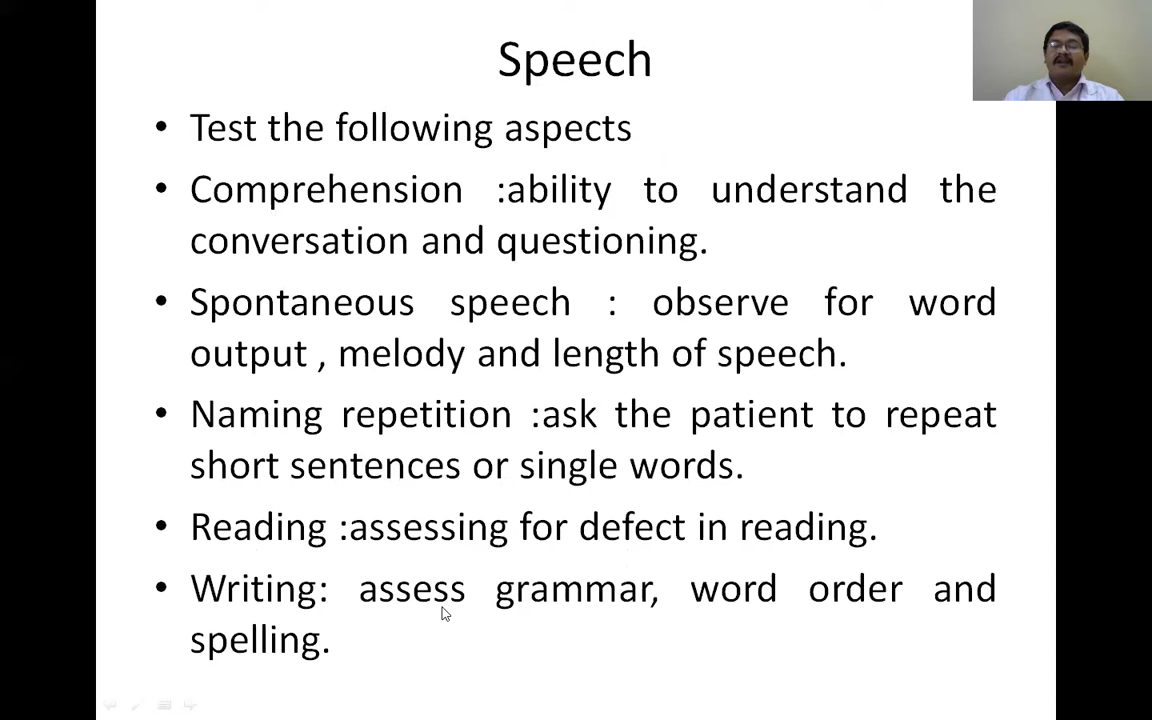 Speech
• Test the following aspects
• Comprehension :ability to understand the
conversation and questioning.
• Spontaneous speech : observe for word
output , melody and length of speech.
• Naming repetition :ask the patient to repeat
short sentences or single words.
• Reading :assessing for defect in reading.
• Writing: assess grammar, word order and
spelling.